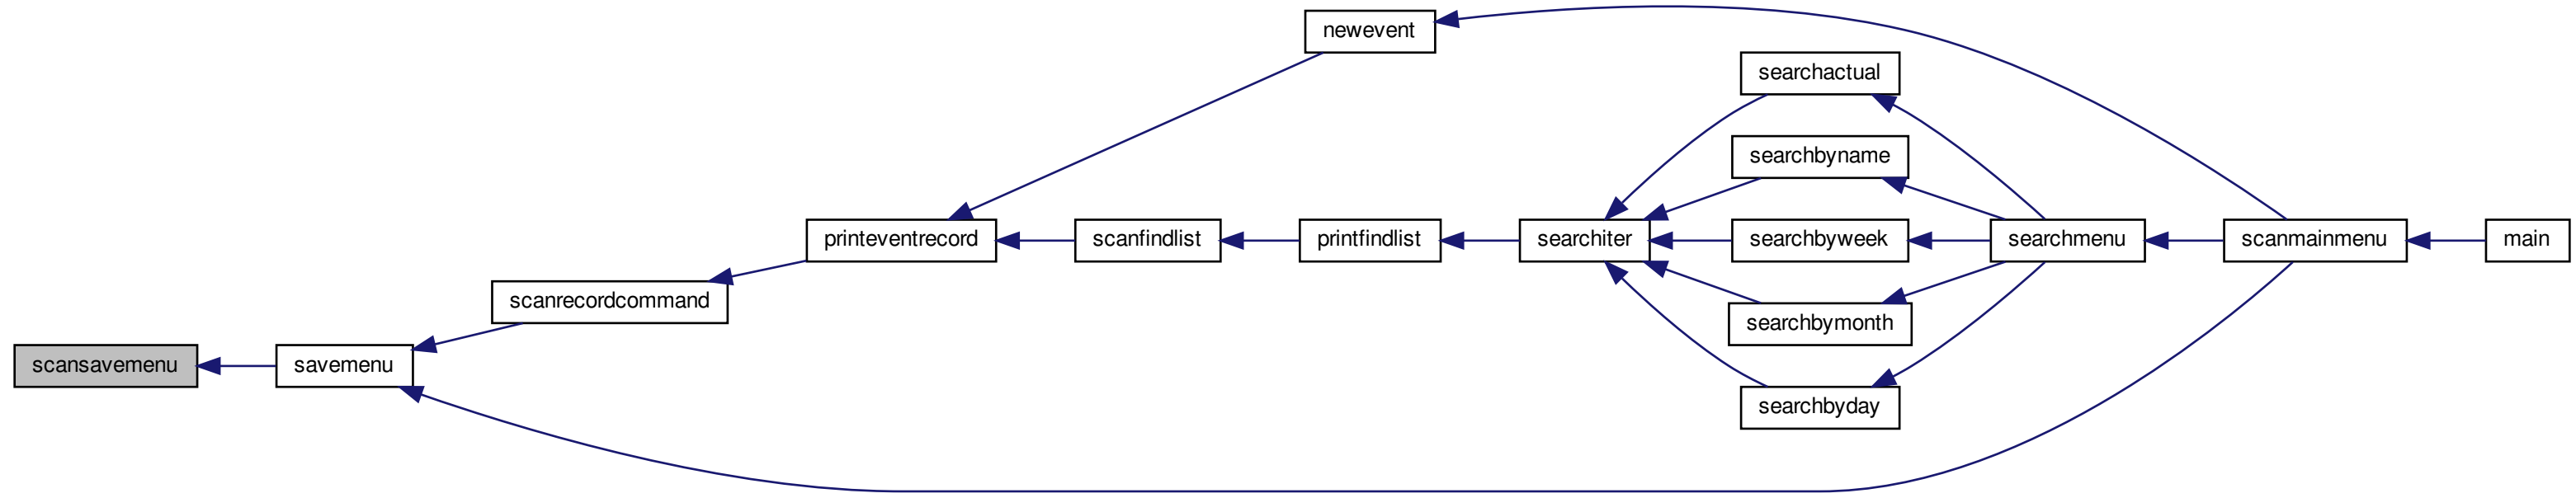 newevent
searchactual
searchbyname
printeventrecord
scanfindlist
printfindlist
searchiter
searchbyweek
searchmenu
scanmainmenu
main
scanrecordcommand
searchbymonth
scansavemenu
savemenu
searchbyday